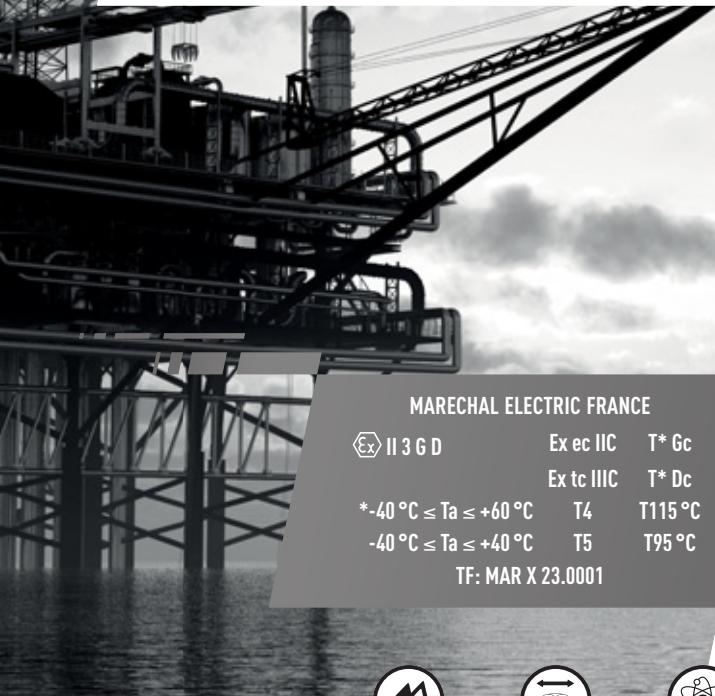 MARECHAL ELECTRIC FRANCE
Ex II 3 G D Ex ec IIC T* Gc
Ex tc IIIC T* Dc
*-40 °C ≤ Ta ≤ +60 °C T4 T115 °C
-40 °C ≤ Ta ≤ +40 °C T5 T95 °C
TF: MAR X 23.0001